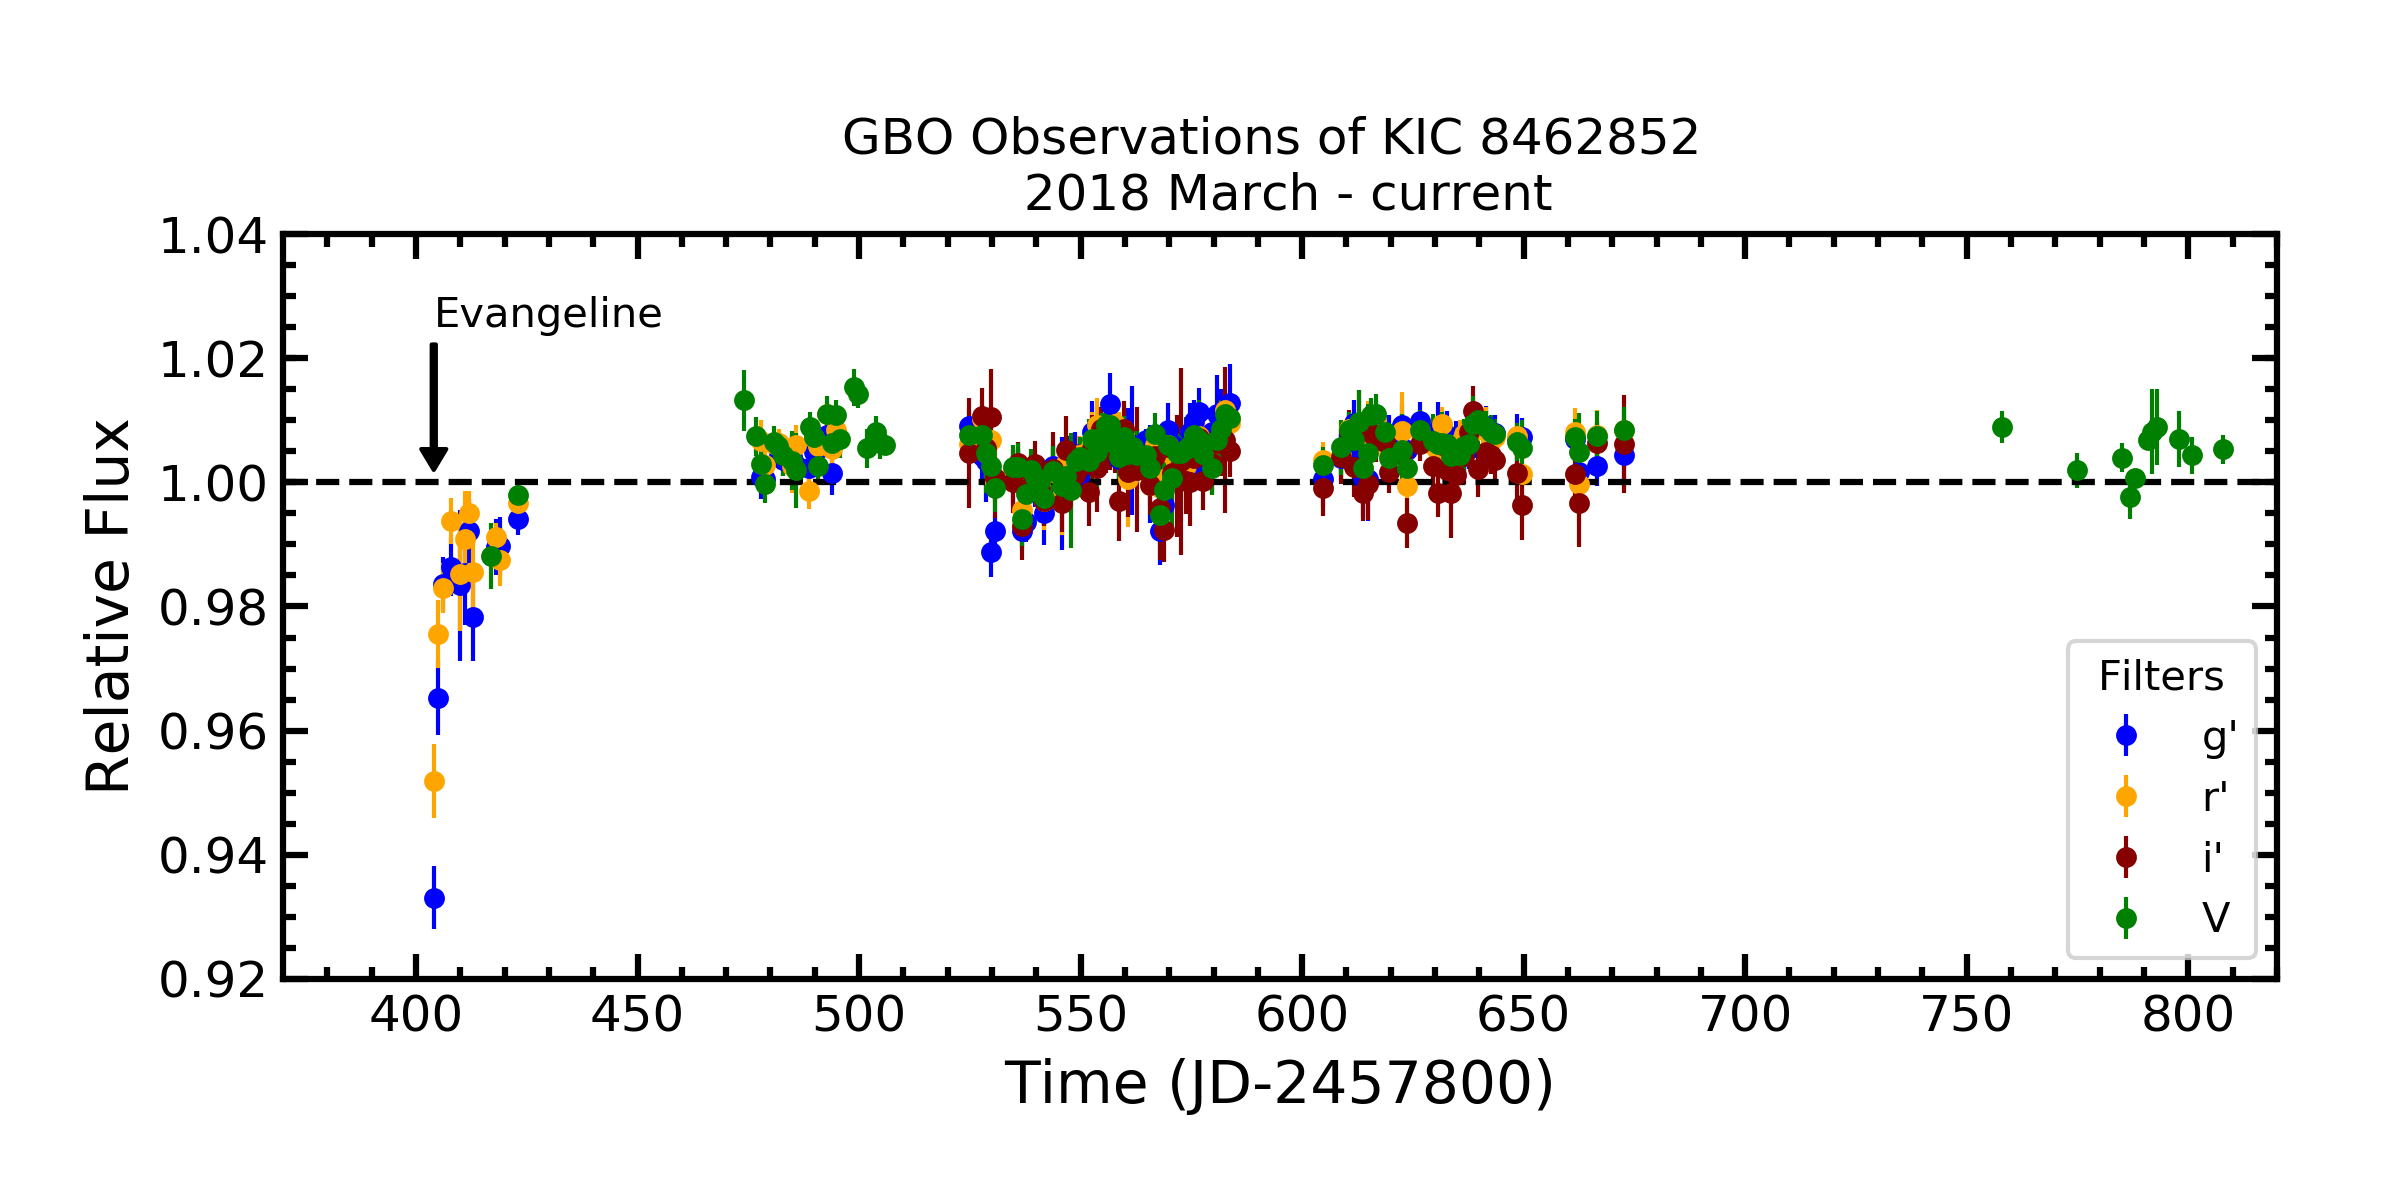 GBO Observations of KIC 8462852
2018 March - current
1.04
1.02
1.00
0.98
0.96
0.94
0.92
Relative Flux
Evangeline
Filters
g'
r'
i'
V
400 450 500 550 600 650 700 750 800
Time (JD-2457800)